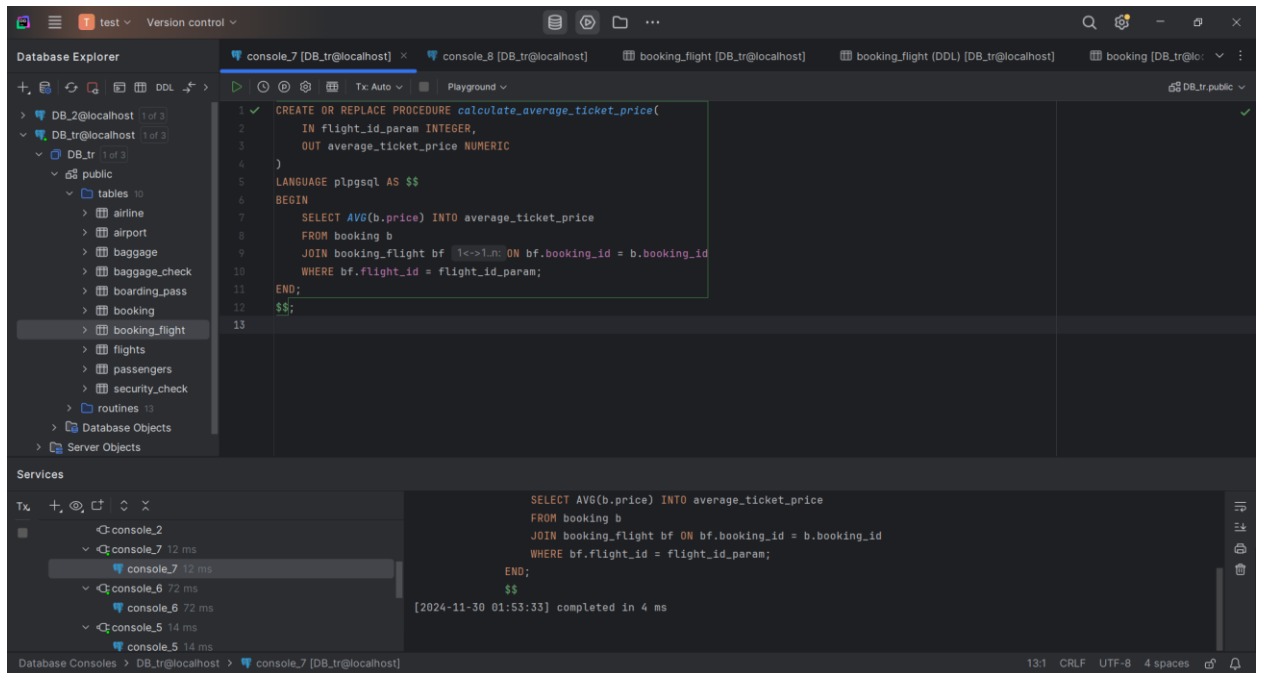 T test Version control
Database Explorer
console_7 [DB_tr@localhost]
console_8 [DB_tr@localhost]
booking_flight [DB_tr@localhost]
booking_flight (DDL) [DB_tr@localhost]
booking [DB_tr@loc
DDL
Tx: Auto
Playground
DB_tr.public
DB_2@localhost 1 of 3
DB_tr@localhost 1 of 3
DB_tr 1 of 3
public
tables 10
airline
airport
baggage
baggage_check
boarding_pass
booking
booking_flight
flights
passengers
security_check
routines 13
Database Objects
Server Objects
1 CREATE OR REPLACE PROCEDURE calculate_average_ticket_price(
2 IN flight_id_param INTEGER,
3 OUT average_ticket_price NUMERIC
4 )
5 LANGUAGE plpgsql AS $$
6 BEGIN
7 SELECT AVG(b.price) INTO average_ticket_price
8 FROM booking b
9 JOIN booking_flight bf 1<->1..n: ON bf.booking_id = b.booking_id
10 WHERE bf.flight_id = flight_id_param;
11 END;
12 $$;
13
Services
Tx
console_2
console_7 12 ms
console_7 12 ms
console_6 72 ms
console_6 72 ms
console_5 14 ms
console_5 14 ms
SELECT AVG(b.price) INTO average_ticket_price
FROM booking b
JOIN booking_flight bf ON bf.booking_id = b.booking_id
WHERE bf.flight_id = flight_id_param;
END;
$$
[2024-11-30 01:53:33] completed in 4 ms
Database Consoles > DB_tr@localhost > console_7 [DB_tr@localhost]
13:1 CRLF UTF-8 4 spaces